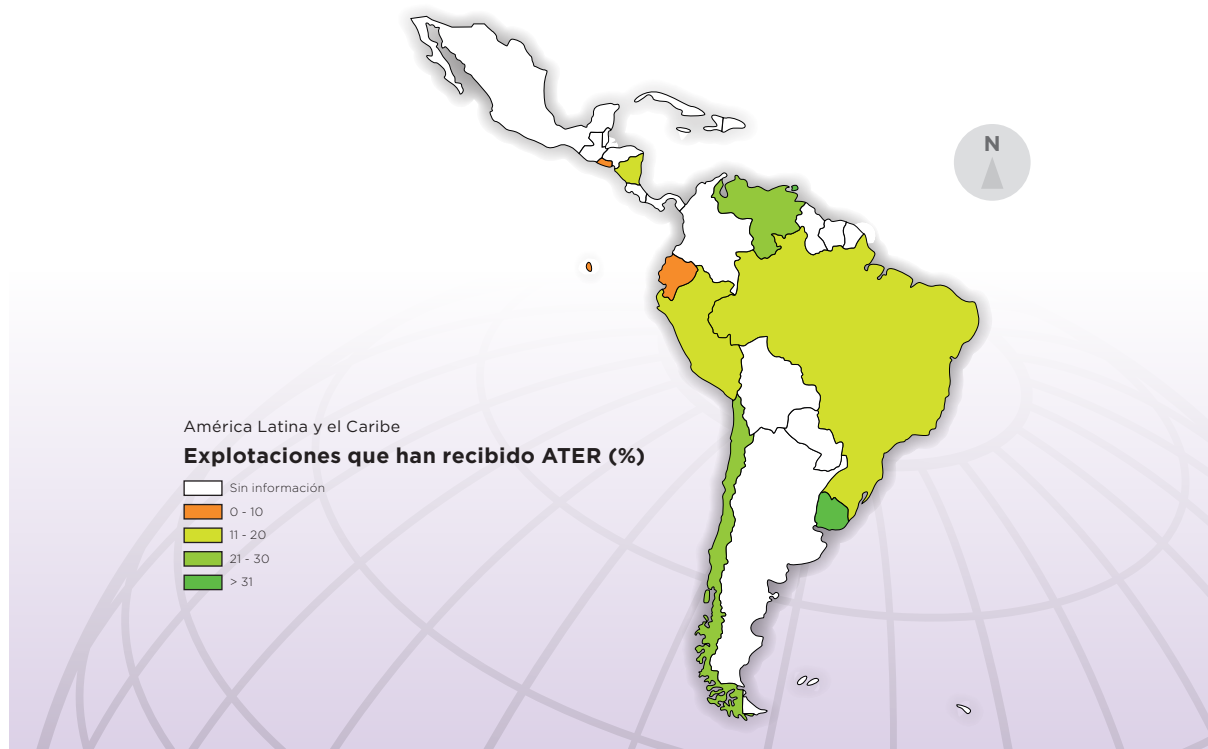 N
América Latina y el Caribe
Explotaciones que han recibido ATER (%)
Sin información
0 - 10
11 - 20
21 - 30
> 31